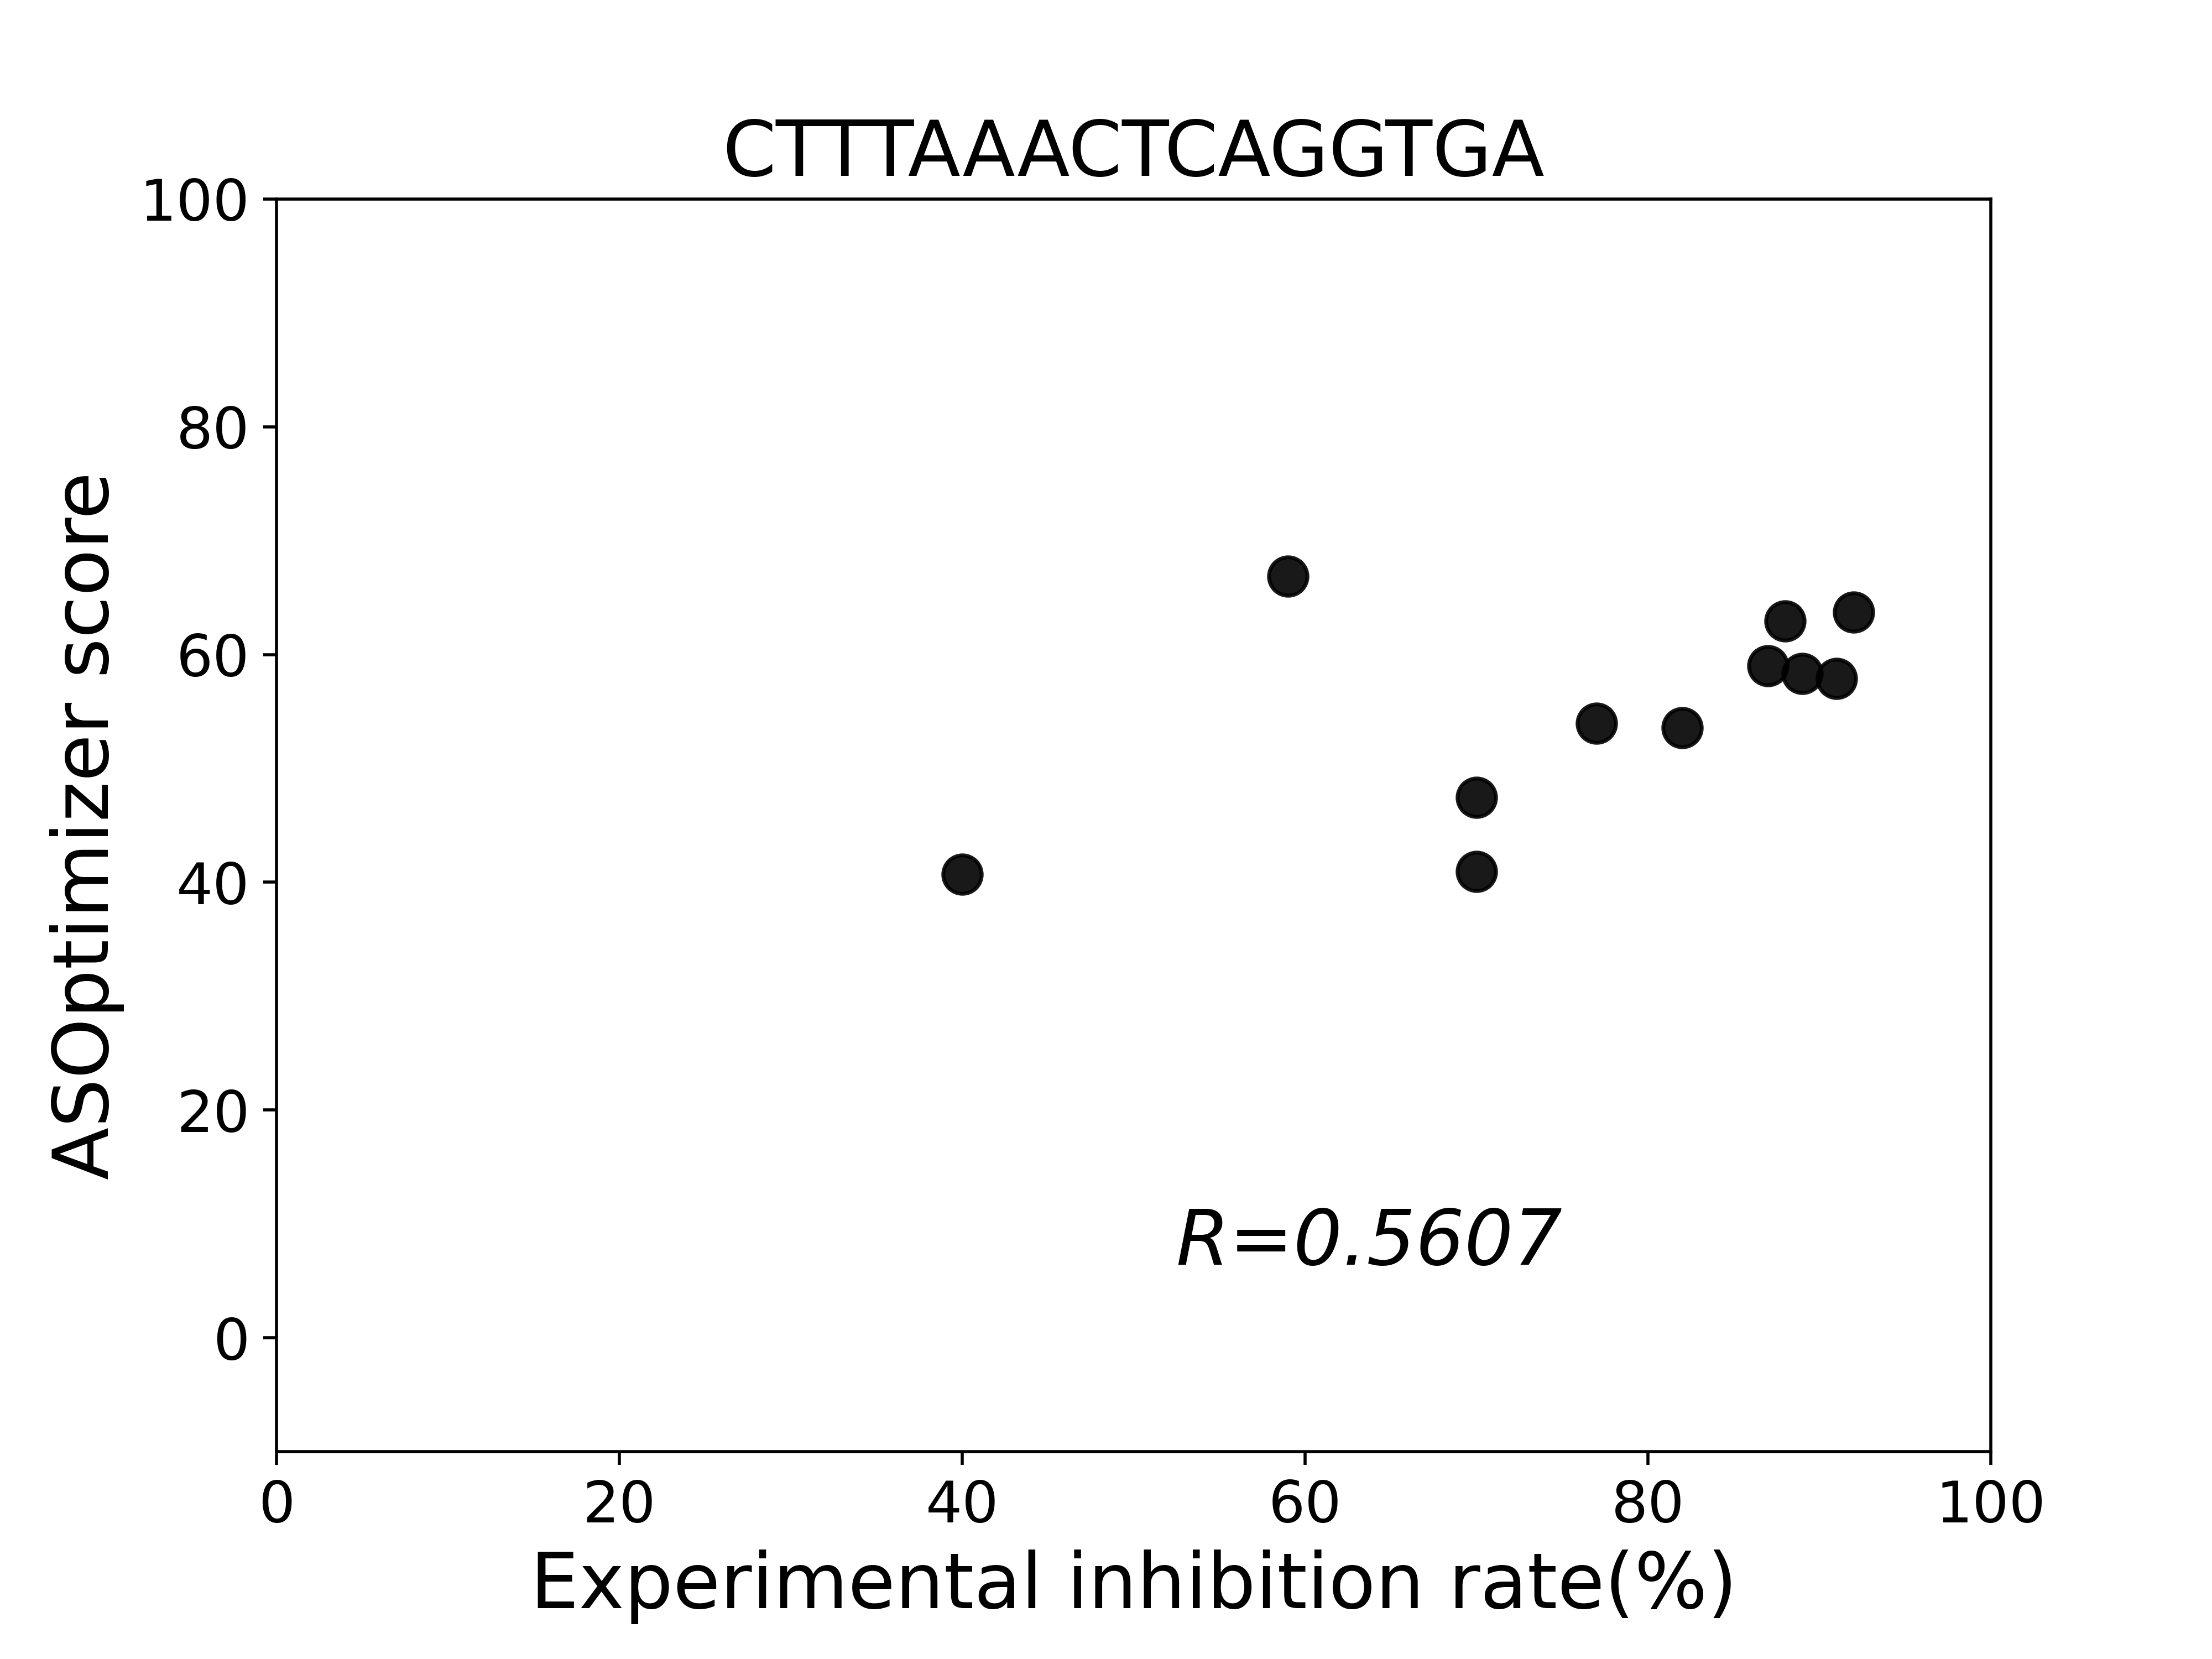 CTTTAAACTCAGGTGA
100
80
60
40
20
0
ASOptimizer score
R=0.5607
0 20 40 60 80 100
Experimental inhibition rate(%)